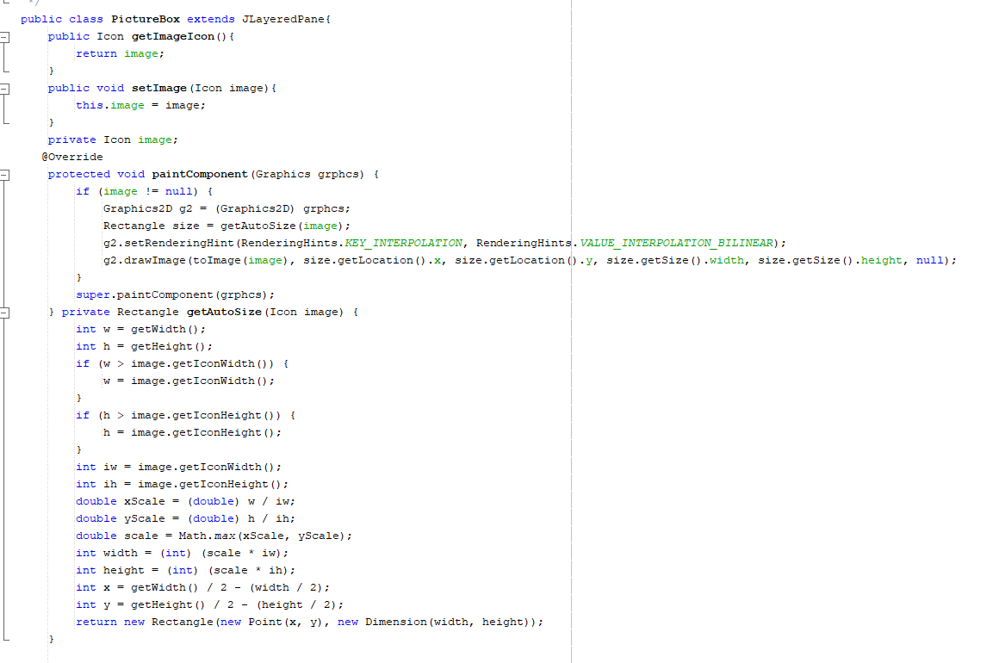 */
public class PictureBox extends JLayeredPane{
    public Icon getImageIcon(){
        return image;
    }
    public void setImage(Icon image){
        this.image = image;
    }
    private Icon image;
   @Override
    protected void paintComponent(Graphics grphcs) {
        if (image != null) {
            Graphics2D g2 = (Graphics2D) grphcs;
            Rectangle size = getAutoSize(image);
            g2.setRenderingHint(RenderingHints.KEY_INTERPOLATION, RenderingHints.VALUE_INTERPOLATION_BILINEAR);
            g2.drawImage(toImage(image), size.getLocation().x, size.getLocation().y, size.getSize().width, size.getSize().height, null);
        }
        super.paintComponent(grphcs);
    } private Rectangle getAutoSize(Icon image) {
        int w = getWidth();
        int h = getHeight();
        if (w > image.getIconWidth()) {
            w = image.getIconWidth();
        }
        if (h > image.getIconHeight()) {
            h = image.getIconHeight();
        }
        int iw = image.getIconWidth();
        int ih = image.getIconHeight();
        double xScale = (double) w / iw;
        double yScale = (double) h / ih;
        double scale = Math.max(xScale, yScale);
        int width = (int) (scale * iw);
        int height = (int) (scale * ih);
        int x = getWidth() / 2 - (width / 2);
        int y = getHeight() / 2 - (height / 2);
        return new Rectangle(new Point(x, y), new Dimension(width, height));
    }